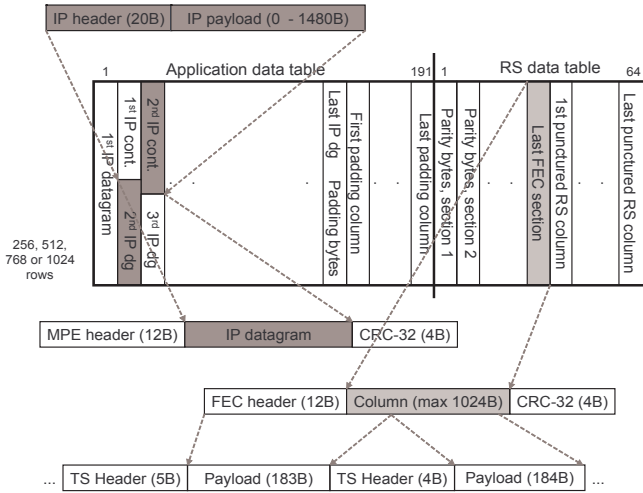 IP header (20B) IP payload (0 - 1480B)
1 Application data table 191 1 RS data table 64
1st IP datagram
1st IP cont.
2nd IP dg
2nd IP cont.
3rd IP dg
Last IP dg Padding bytes
First padding column
Last padding column
Parity bytes, section 1
Parity bytes, section 2
Last FEC section
1st punctured RS column
Last punctured RS column
. . . . . . . .
256, 512,
768 or 1024
rows
MPE header (12B) IP datagram CRC-32 (4B)
FEC header (12B) Column (max 1024B) CRC-32 (4B)
... TS Header (5B) Payload (183B) TS Header (4B) Payload (184B) ...